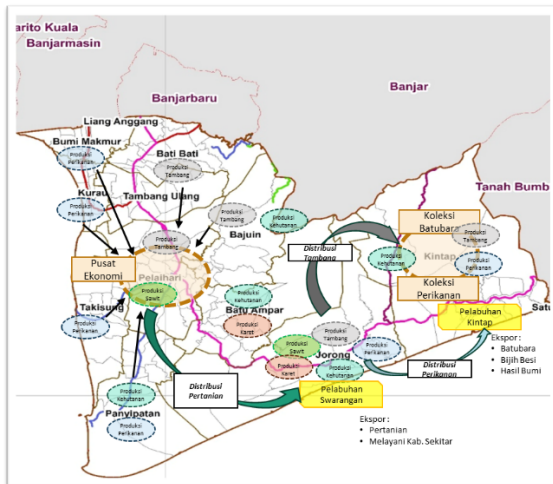 arito Kuala
Banjarmasin
Banjarbaru
Banjar
Liang Anggang
Bumi Makmur
Produksi
Perikanan
Bati Bati
Produksi
Tambang
Tanah Bumb
Kurau
Produksi
Perikanan
Tambang Ulang
Produksi
Tambang
Bajuin
Produksi
Kehutanan
Koleksi
Batubara
Produksi
Tambang
Distribusi
Tambang
Produksi
Kehutanan
Kintap
Produksi
Tambang
Produksi
Perikanan
Pusat
Ekonomi
Pelaihari
Produksi
Sawit
Koleksi
Perikanan
Takisung
Produksi
Perikanan
Produksi
Kehutanan
Batu Ampar
Produksi
Karet
Satu
Pelabuhan
Kintap
Produksi
Tambang
Produksi
Sawit
Jorong
Produksi
Perikanan
Produksi
Karet
Produksi
Kehutanan
Distribusi
Perikanan
Ekspor :
• Batubara
• Bijih Besi
• Hasil Bumi
Produksi
Kehutanan
Panyipatan
Produksi
Perikanan
Distribusi
Pertanian
Pelabuhan
Swarangan
Ekspor :
• Pertanian
• Melayani Kab. Sekitar